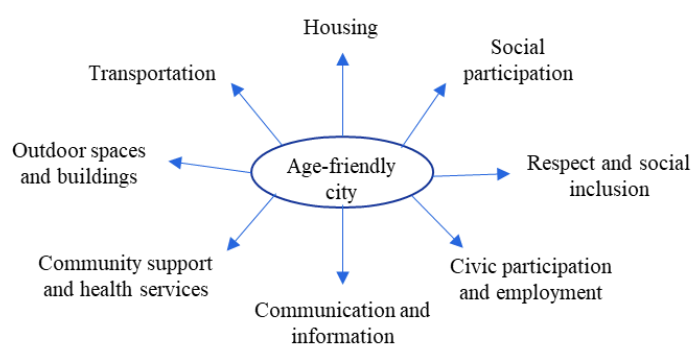 Housing
Social
participation
Transportation
Outdoor spaces
and buildings
Age-friendly
city
Respect and social
inclusion
Community support
and health services
Civic participation
and employment
Communication and
information